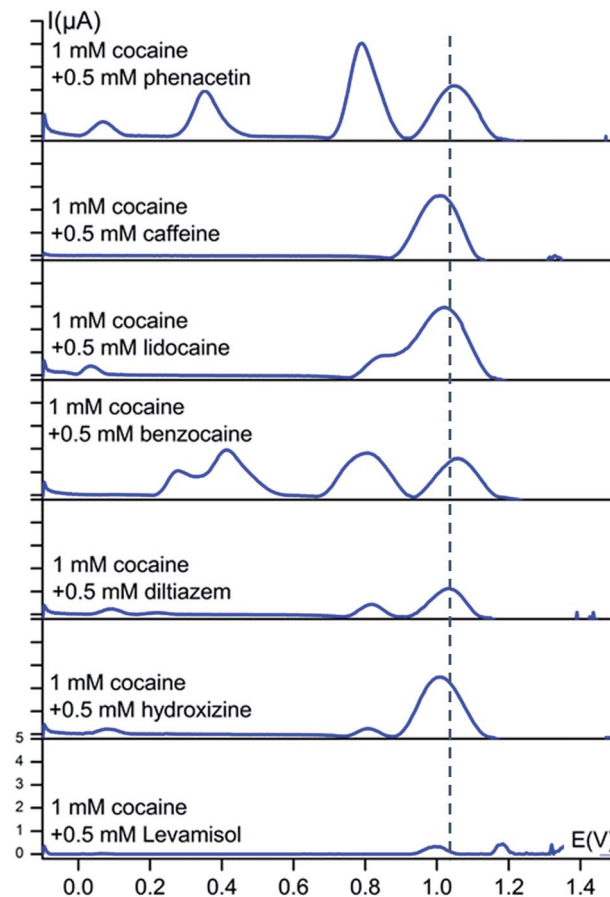 I(µA)
1 mM cocaine
+0.5 mM phenacetin
1 mM cocaine
+0.5 mM caffeine
1 mM cocaine
+0.5 mM lidocaine
1 mM cocaine
+0.5 mM benzocaine
1 mM cocaine
+0.5 mM diltiazem
1 mM cocaine
+0.5 mM hydroxizine
5
4
3
2
1
0
1 mM cocaine
+0.5 mM Levamisol
E(V)
0.0 0.2 0.4 0.6 0.8 1.0 1.2 1.4